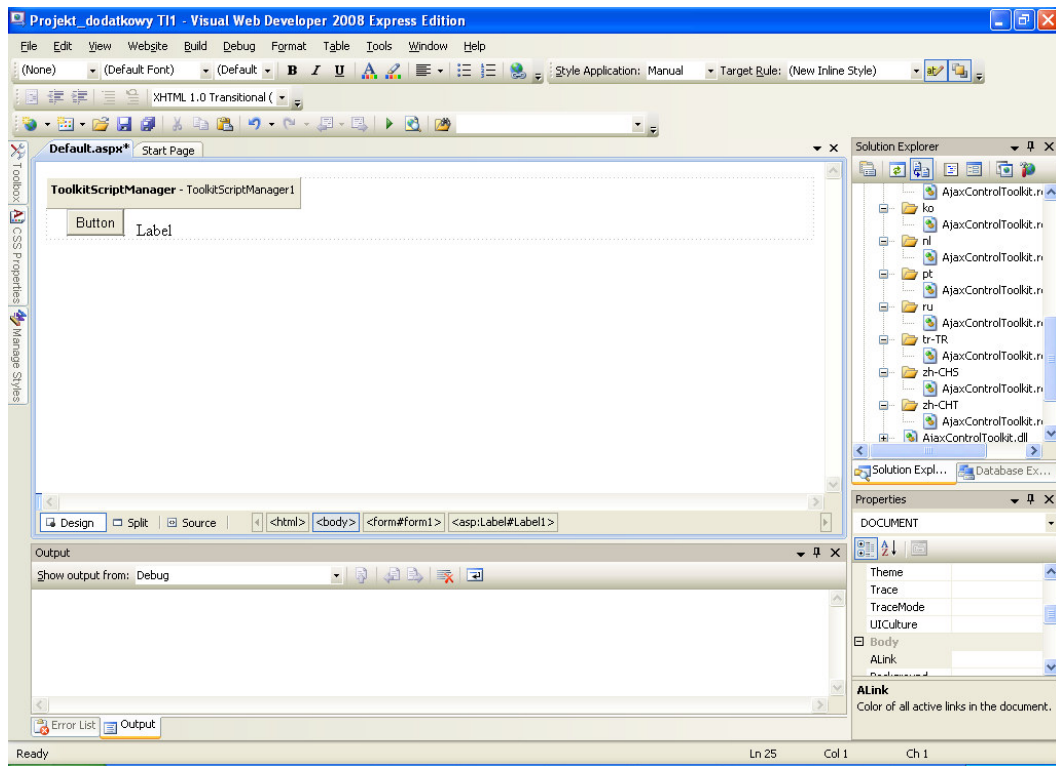 Projekt_dodatkowy TI1 - Visual Web Developer 2008 Express Edition
File Edit View Website Build Debug Format Table Tools Window Help
(None) (Default Font) (Default B I U A Style Application: Manual Target Rule: (New Inline Style) ab
XHTML 1.0 Transitional (
Default.aspx* Start Page
Toolbox
CSS Properties
Manage Styles
ToolkitScriptManager - ToolkitScriptManager1
Button Label
Design Split Source <html> <body> <form#form1> <asp:Label#Label1>
Output
Show output from: Debug
Error List Output
Solution Explorer
AjaxControlToolkit.r
ko
AjaxControlToolkit.r
nl
AjaxControlToolkit.r
pt
AjaxControlToolkit.r
ru
AjaxControlToolkit.r
tr-TR
AjaxControlToolkit.r
zh-CHS
AjaxControlToolkit.r
zh-CHT
AjaxControlToolkit.r
AjaxControlToolkit.dll
Solution Expl... Database Ex...
Properties
DOCUMENT
Theme
Trace
TraceMode
UICulture
Body
ALink
ALink
Color of all active links in the document.
Ready Ln 25 Col 1 Ch 1